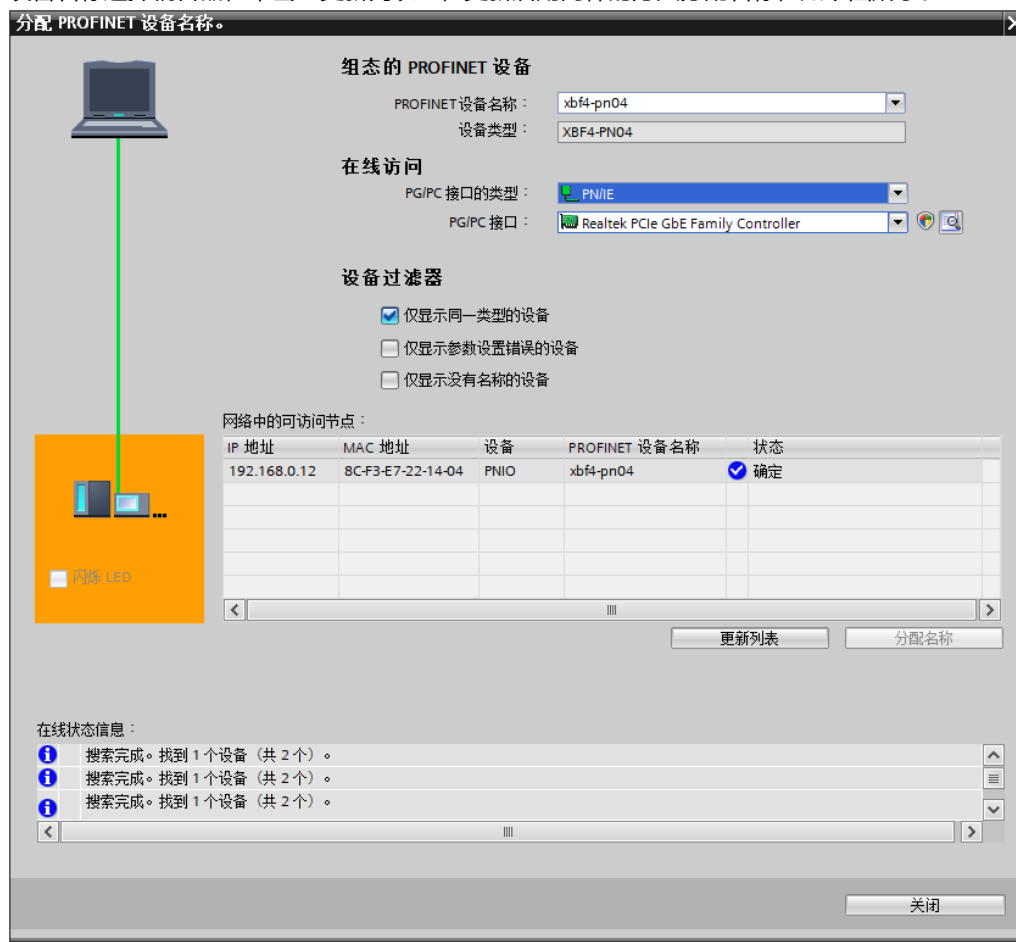 分配 PROFINET 设备名称。
组态的 PROFINET 设备
PROFINET设备名称： xbf4-pn04
设备类型： XBF4-PN04
在线访问
PG/PC 接口的类型： PN/IE
PG/PC 接口： Realtek PCIe GbE Family Controller
设备过滤器
仅显示同一类型的设备
仅显示参数设置错误的设备
仅显示没有名称的设备
网络中的可访问节点：
IP 地址 MAC 地址 设备 PROFINET 设备名称 状态
192.168.0.12 8C-F3-E7-22-14-04 PNIO xbf4-pn04 确定
闪烁 LED
更新列表 分配名称
在线状态信息：
搜索完成。找到 1 个设备（共 2 个）。
搜索完成。找到 1 个设备（共 2 个）。
搜索完成。找到 1 个设备（共 2 个）。
关闭